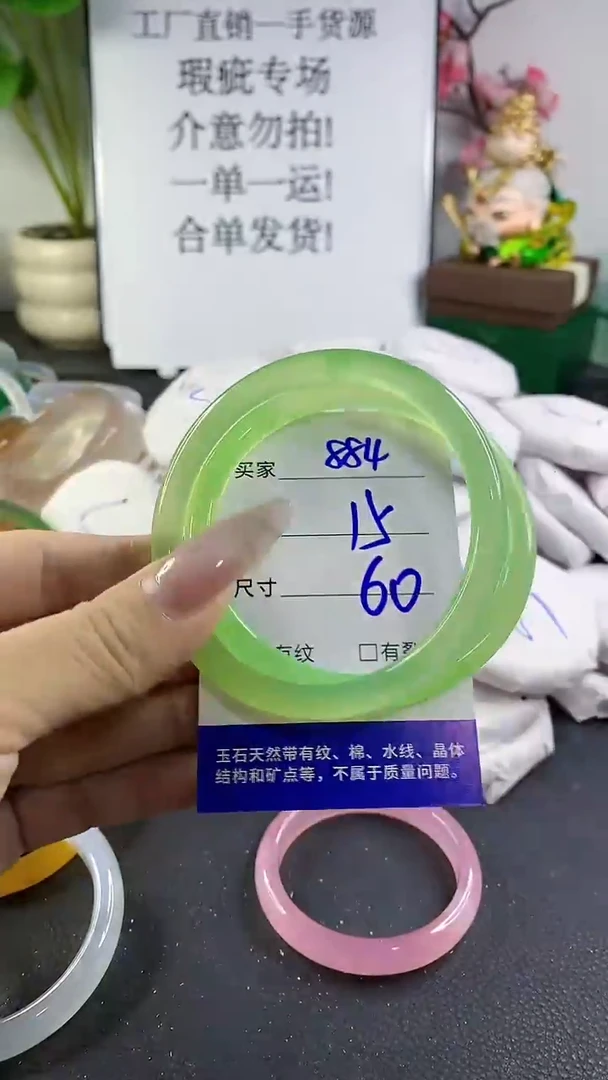 工厂直销一手货源
瑕疵专场
介意勿拍!
一单一运!
合单发货!
买家 884
15
尺寸 60
有纹 □有裂
玉石天然带有纹、棉、水线、晶体
结构和矿点等，不属于质量问题。